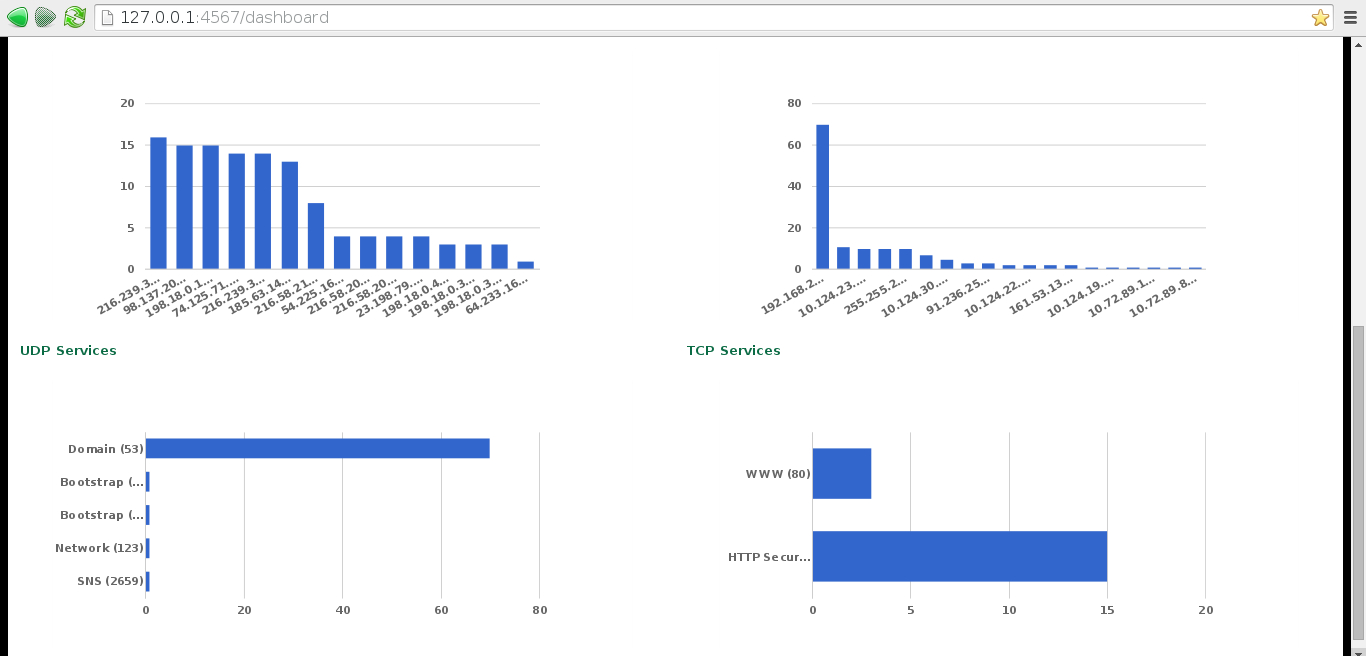 127.0.0.1:4567/dashboard
20
15
10
5
0
216.239.3...
98.137.20...
198.18.0.1...
74.125.71....
216.239.3...
185.63.14...
216.58.21...
54.225.16...
216.58.20...
216.58.20...
23.198.79....
198.18.0.4...
198.18.0.3...
198.18.0.3...
64.233.16...
80
60
40
20
0
192.168.2...
10.124.23....
255.255.2...
10.124.30....
91.236.25...
10.124.22....
161.53.13...
10.124.19....
10.72.89.1...
10.72.89.8...
UDP Services
TCP Services
Domain (53)
Bootstrap (...
Bootstrap (...
Network (123)
SNS (2659)
0 20 40 60 80
WWW (80)
HTTP Secur...
0 5 10 15 20